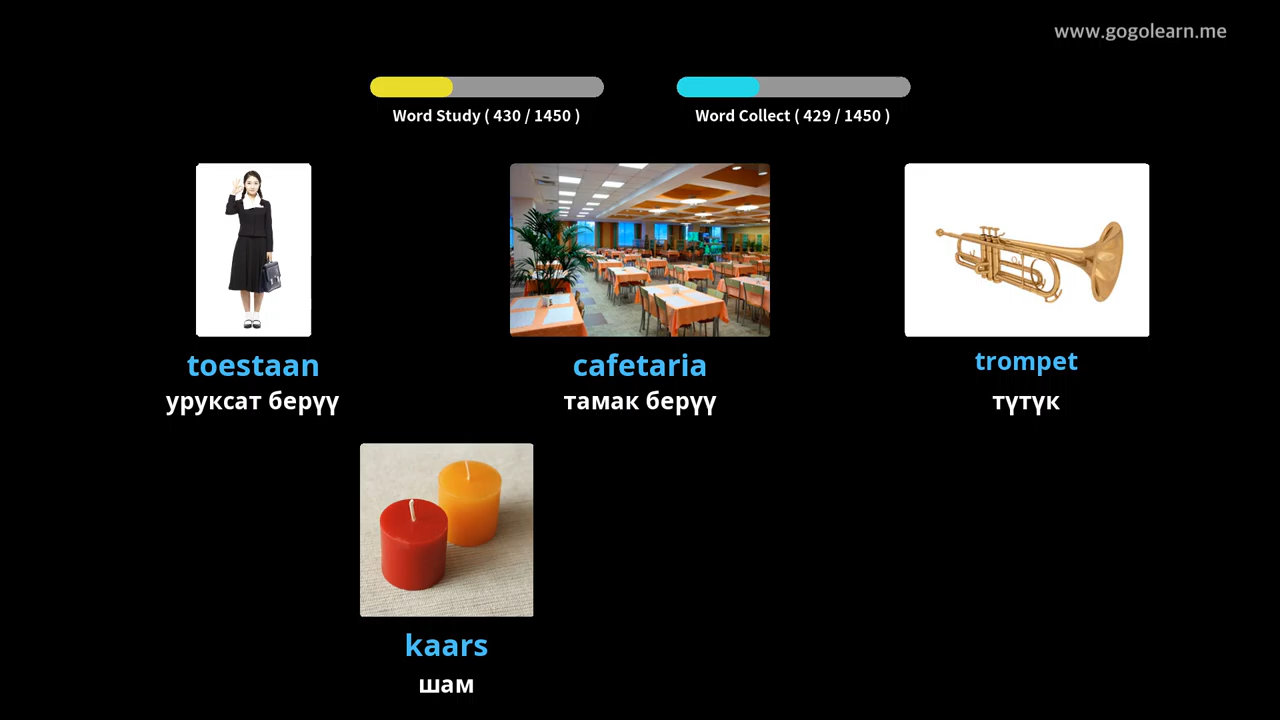 www.gogolearn.me
Word Study ( 430 / 1450 )
Word Collect ( 429 / 1450 )
toestaan
уруксат берүү
cafetaria
тамак берүү
trompet
түтүк
kaars
шам